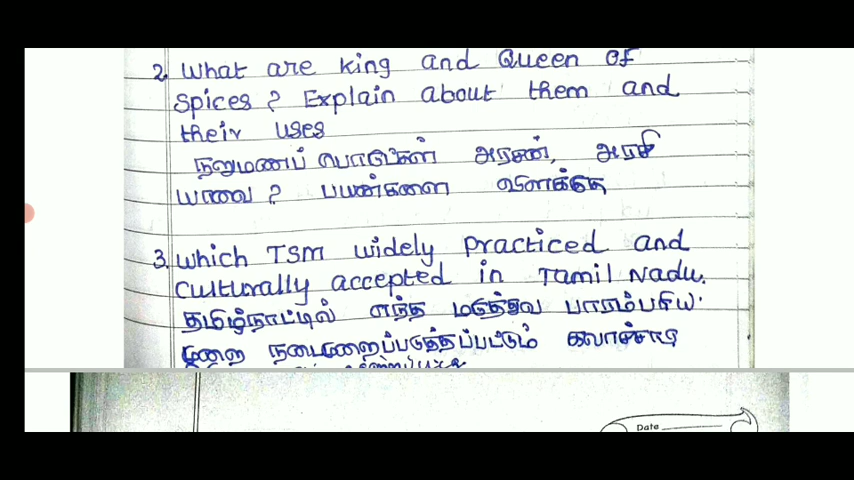 2. What are king and Queen of
Spices ? Explain about them and
their uses
நறுமணப் பொருட்கள் அரசன், அரசி
யாவை ? பயன்களை விளக்குக
3. Which TSM widely practiced and
culturally accepted in Tamil Nadu.
தமிழ்நாட்டில் எந்த மருத்துவ பாரம்பரிய
முறை நடைமுறைப்படுத்தப்பட்டும் கலாச்சார
Date